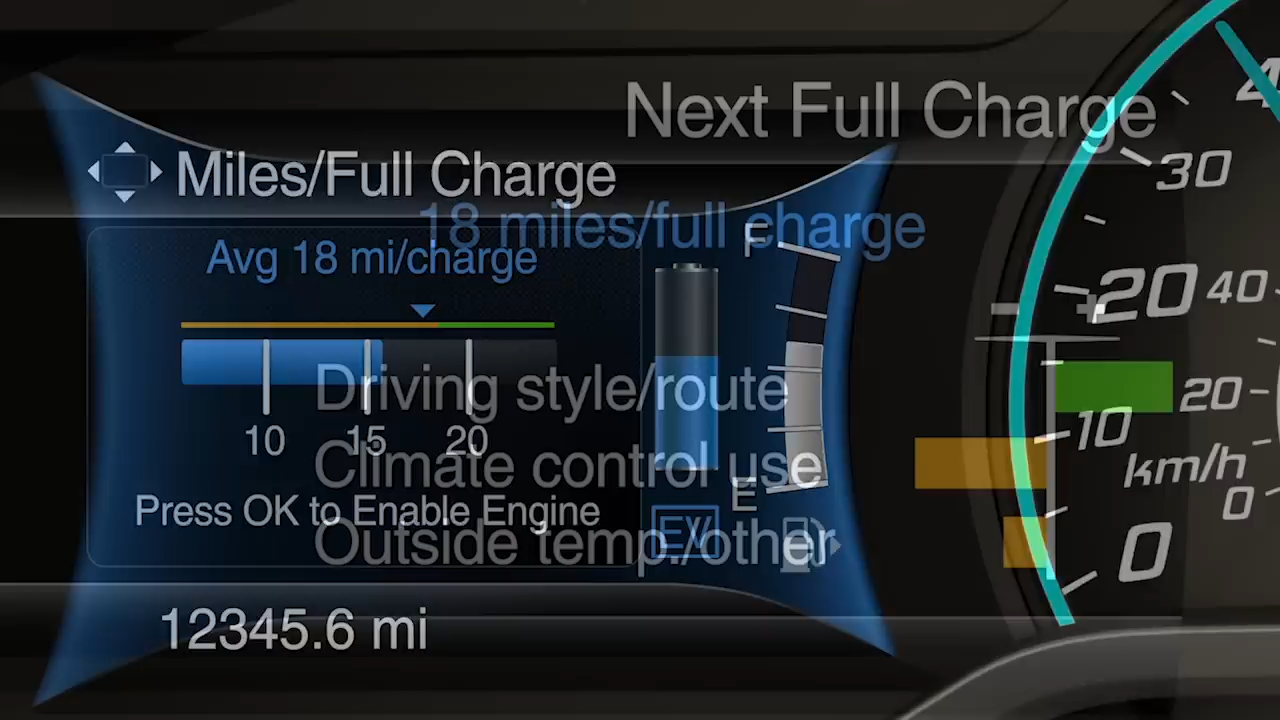 Next Full Charge
Miles/Full Charge
18 miles/full charge
Avg 18 mi/charge
F
Driving style/route
10 15 20
Climate control use
E
Press OK to Enable Engine
EV
Outside temp./other
12345.6 mi
- +
4
30
20 40
20
10
km/h
0
0